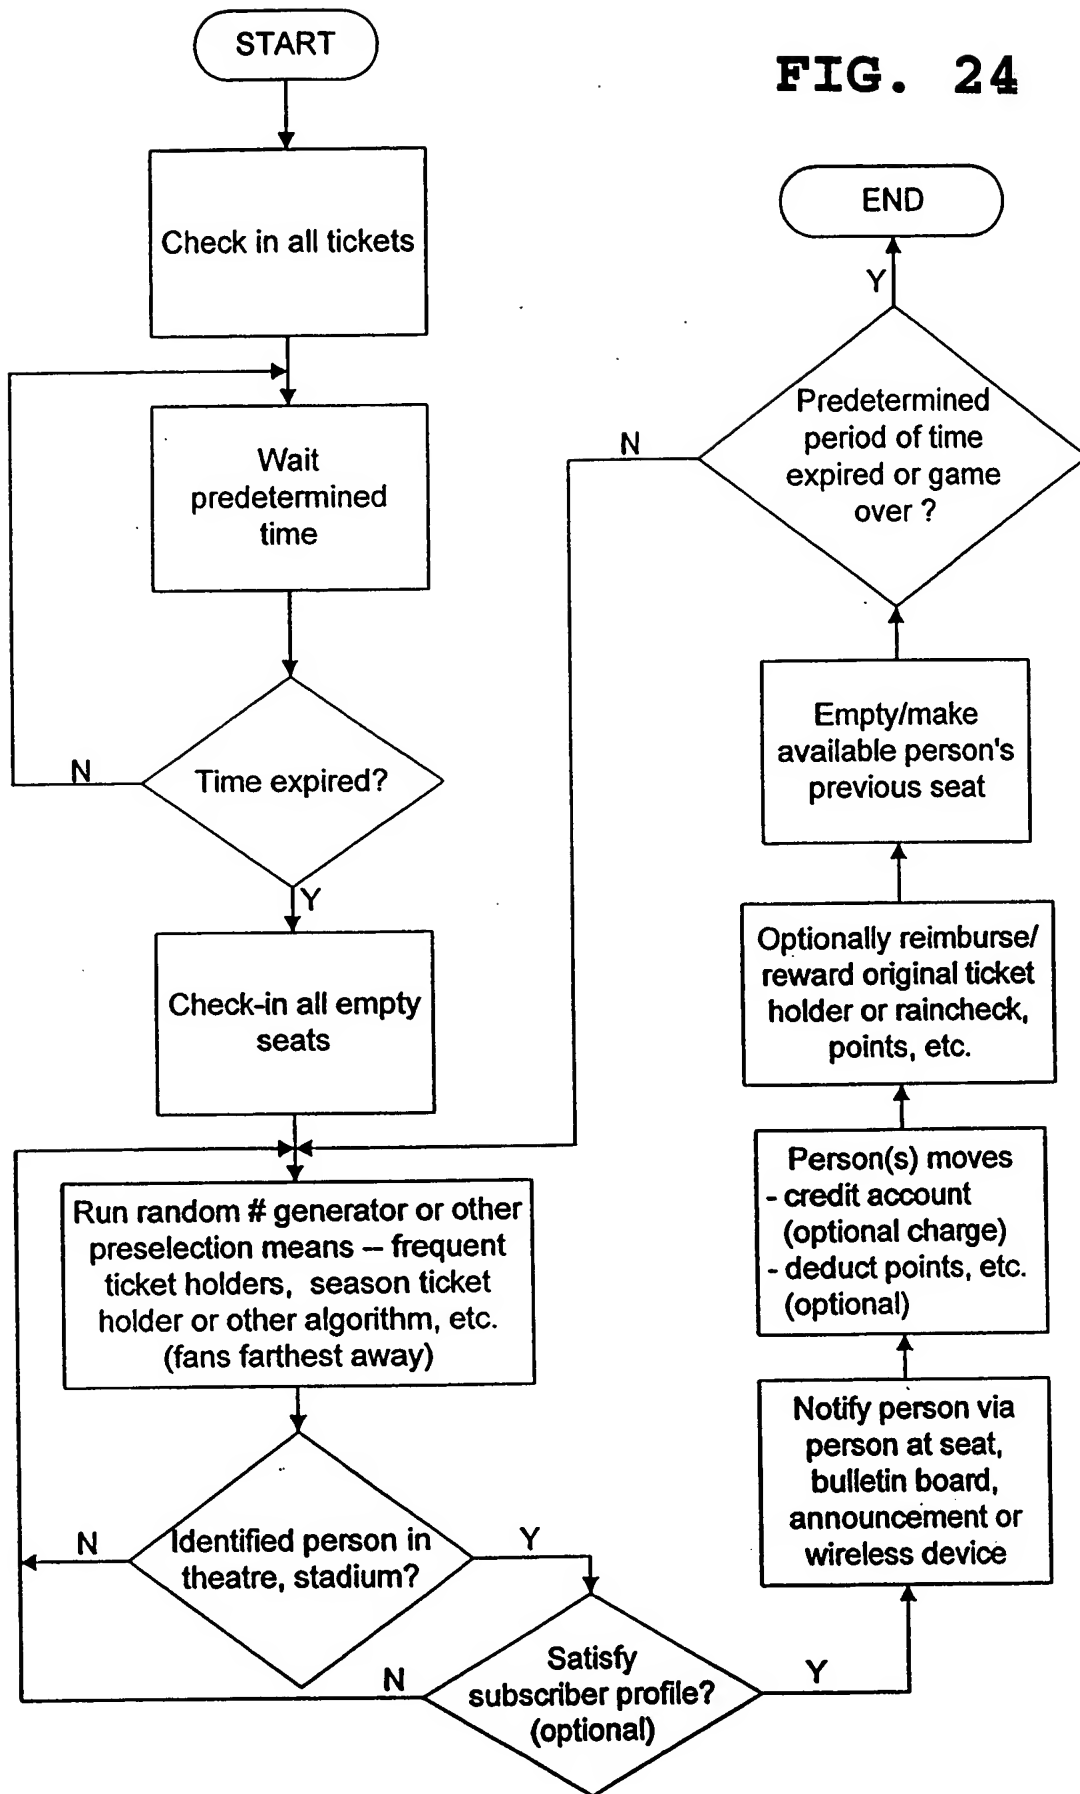 START
FIG. 24
Check in all tickets
Wait
predetermined
time
N
Time expired?
Y
Check-in all empty
seats
Run random # generator or other
preselection means – frequent
ticket holders, season ticket
holder or other algorithm, etc.
(fans farthest away)
N
Identified person in
theatre, stadium?
Y
N
Satisfy
subscriber profile?
(optional)
Y
Notify person via
person at seat,
bulletin board,
announcement or
wireless device
Person(s) moves
- credit account
(optional charge)
- deduct points, etc.
(optional)
Optionally reimburse/
reward original ticket
holder or raincheck,
points, etc.
Empty/make
available person's
previous seat
Predetermined
period of time
expired or game
over ?
N
Y
END